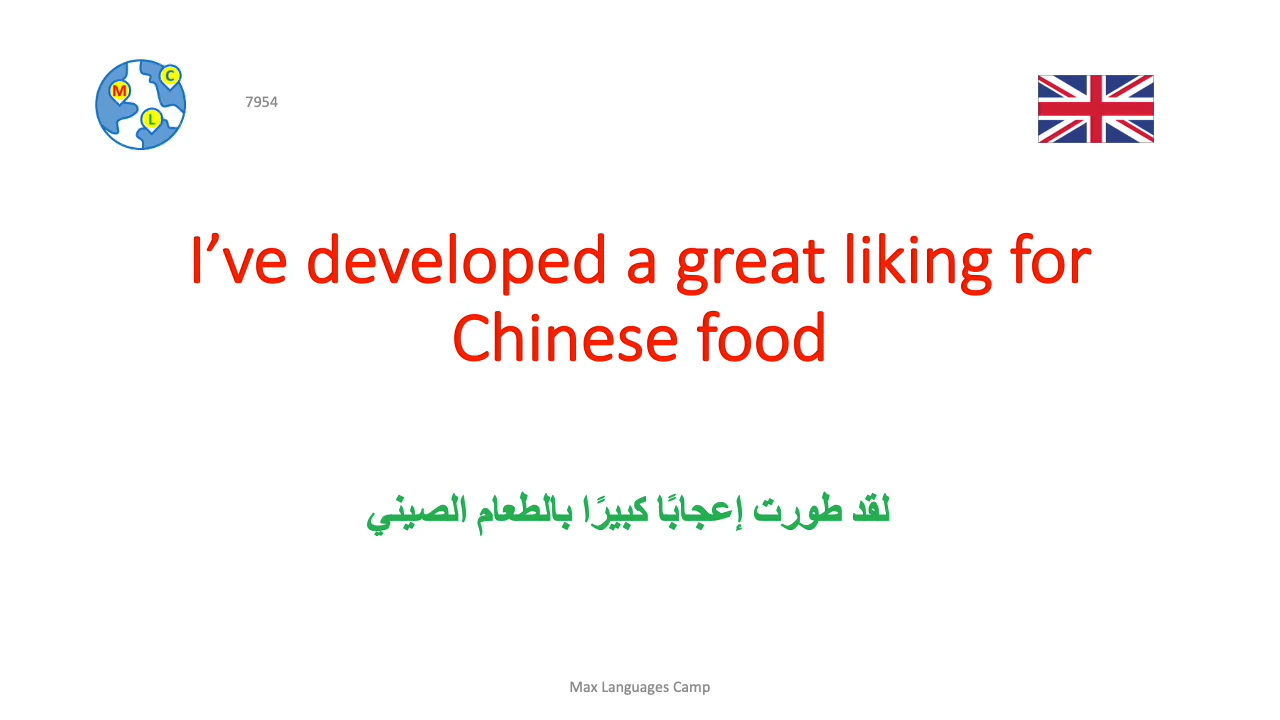 M
C
L
7954
I’ve developed a great liking for
Chinese food
لقد طورت إعجابًا كبيرًا بالطعام الصيني
Max Languages Camp